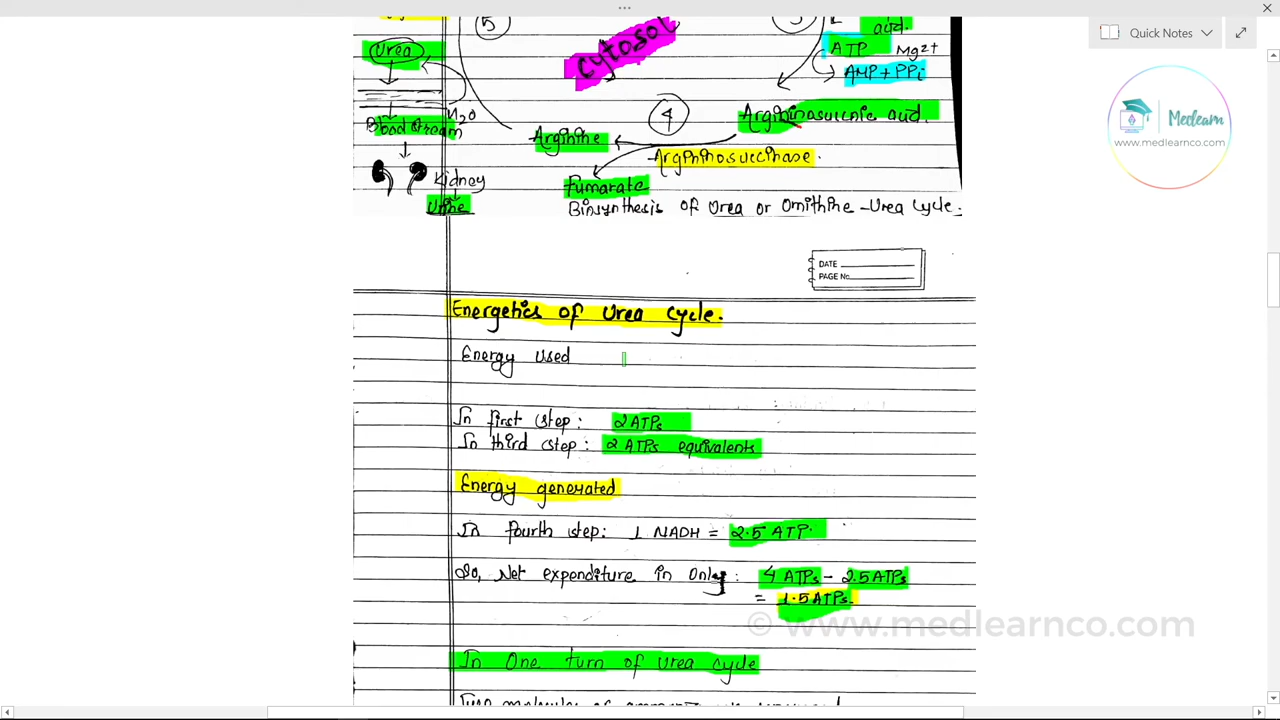 Quick Notes
5
acid.
Urea
Cytosol
ATP Mg2+
AMP + PPi
Medlearn
www.medlearnco.com
H2O
4
Argininosuccinic acid.
Blood stream
Arginine
Argininosuccinase.
Kidney
Fumarate
Urine
Biosynthesis of Urea or Ornithine-Urea Cycle.
DATE
PAGE No.
Energetics of Urea Cycle.
Energy Used
In first step: 2 ATPs
In third step: 2 ATPs equivalents
Energy generated
In fourth step: 1 NADH = 2.5 ATP.
So, Net expenditure in Only: 4 ATPs - 2.5 ATPs
= 1.5 ATPs.
© www.medlearnco.com
In One turn of urea cycle